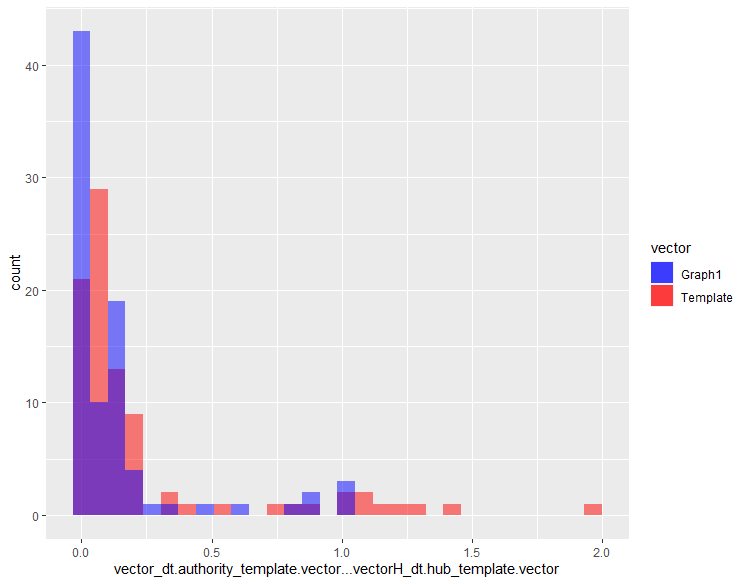 40
30
20
10
0
count
0.0 0.5 1.0 1.5 2.0
vector_dt.authority_template.vector...vectorH_dt.hub_template.vector
vector
Graph1
Template